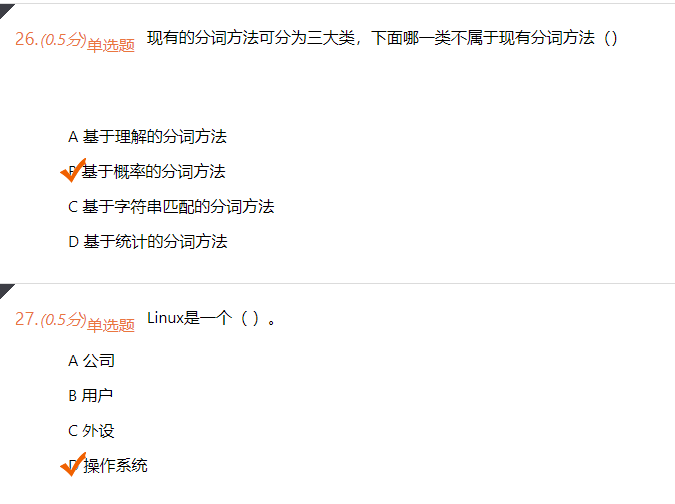 26.(0.5分)单选题 现有的分词方法可分为三大类，下面哪一类不属于现有分词方法（）
A 基于理解的分词方法
B 基于概率的分词方法
C 基于字符串匹配的分词方法
D 基于统计的分词方法
27.(0.5分)单选题 Linux是一个（ ）。
A 公司
B 用户
C 外设
D 操作系统